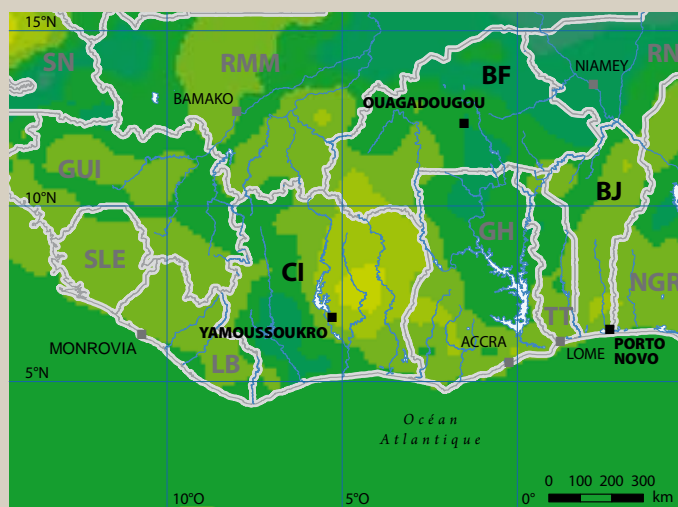 15°N
SN
RMM
BF
NIAMEY
RN
BAMAKO
OUAGADOUGOU
GUI
BJ
10°N
GH
SLE
CI
NGR
TT
YAMOUSSOUKRO
ACCRA
PORTO
NOVO
MONROVIA
LOME
LB
5°N
Océan
Atlantique
0 100 200 300
km
10°O
5°O
0°